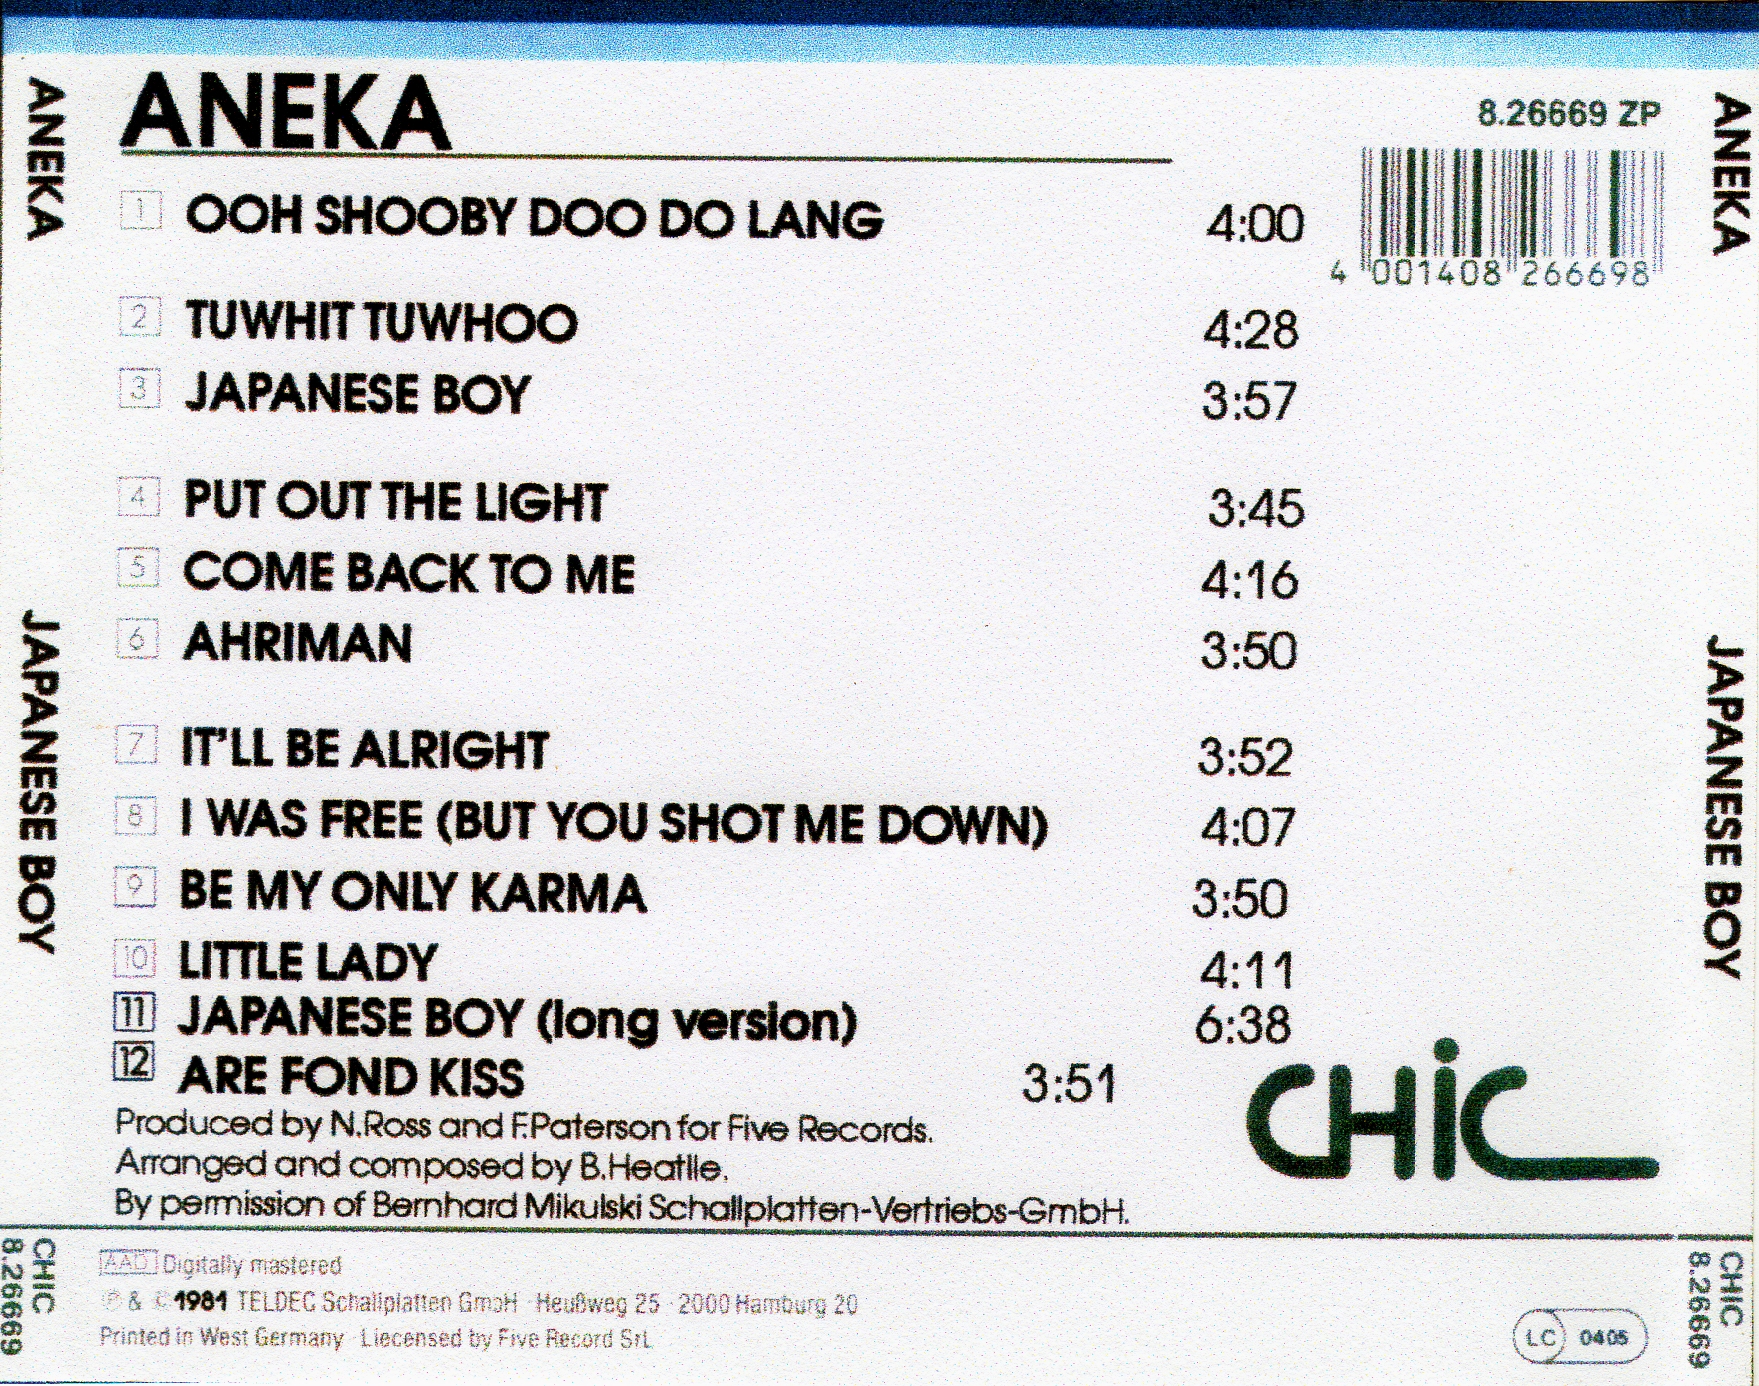 ANEKA
JAPANESE BOY
CHIC
8.26669
ANEKA
8.26669 ZP
4 001408 266698
1 OOH SHOOBY DOO DO LANG 4:00
2 TUWHIT TUWHOO 4:28
3 JAPANESE BOY 3:57
4 PUT OUT THE LIGHT 3:45
5 COME BACK TO ME 4:16
6 AHRIMAN 3:50
7 IT'LL BE ALRIGHT 3:52
8 I WAS FREE (BUT YOU SHOT ME DOWN) 4:07
9 BE MY ONLY KARMA 3:50
10 LITTLE LADY 4:11
11 JAPANESE BOY (long version) 6:38
12 ARE FOND KISS 3:51
CHiC
Produced by N.Ross and F.Paterson for Five Records.
Arranged and composed by B.Heatlie.
By permission of Bernhard Mikulski Schallplatten-Vertriebs-GmbH.
AAD Digitally mastered
℗ & © 1981 TELDEC Schallplatten GmbH · Heußweg 25 · 2000 Hamburg 20
Printed in West Germany · Liecensed by Five Record SrL
LC 0405
ANEKA
JAPANESE BOY
CHIC
8.26669